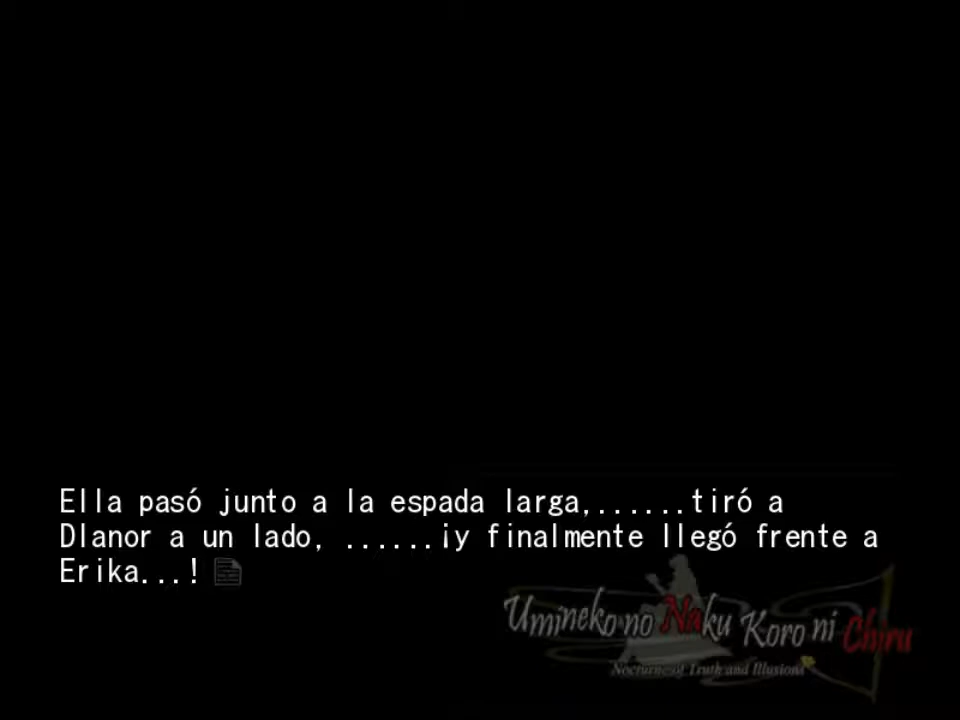 Ella pasó junto a la espada larga,......tiró a
Dlanor a un lado, ......¡y finalmente llegó frente a
Erika...!
Umineko no Naku Koro ni Chiru
Nocturne of Truth and Illusions